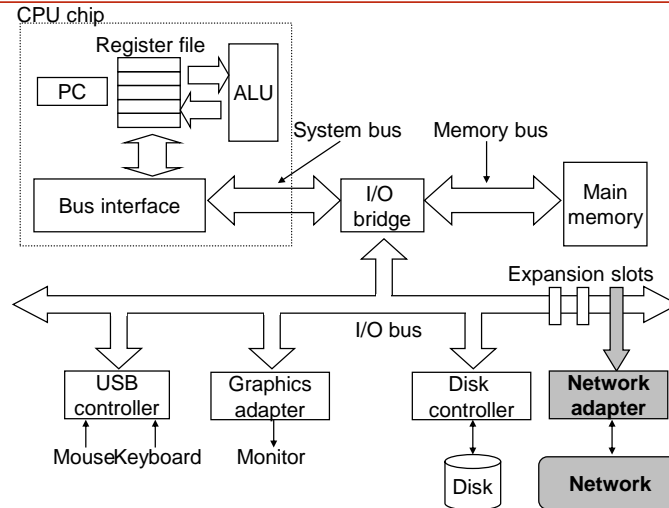 CPU chip
Register file
PC
ALU
System bus
Memory bus
Bus interface
I/O
bridge
Main
memory
Expansion slots
I/O bus
USB
controller
Graphics
adapter
Disk
controller
Network
adapter
Mouse
Keyboard
Monitor
Disk
Network